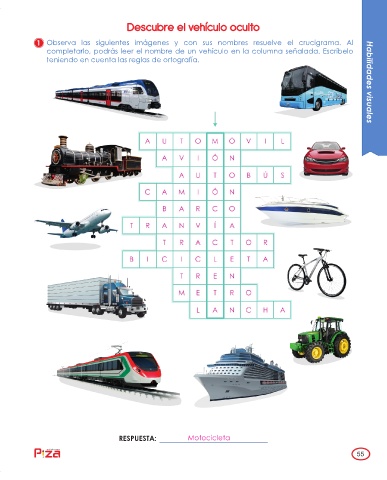 Descubre el vehículo oculto
1 Observa las siguientes imágenes y con sus nombres resuelve el crucigrama. Al
completarlo, podrás leer el nombre de un vehículo en la columna señalada. Escríbelo
teniendo en cuenta las reglas de ortografía.
Habilidades visuales
A U T O M Ó V I L
A V I Ó N
A U T O B Ú S
C A M I Ó N
B A R C O
T R A N V Í A
T R A C T O R
B I C I C L E T A
T R E N
M E T R O
L A N C H A
RESPUESTA: Motocicleta
Piza
55